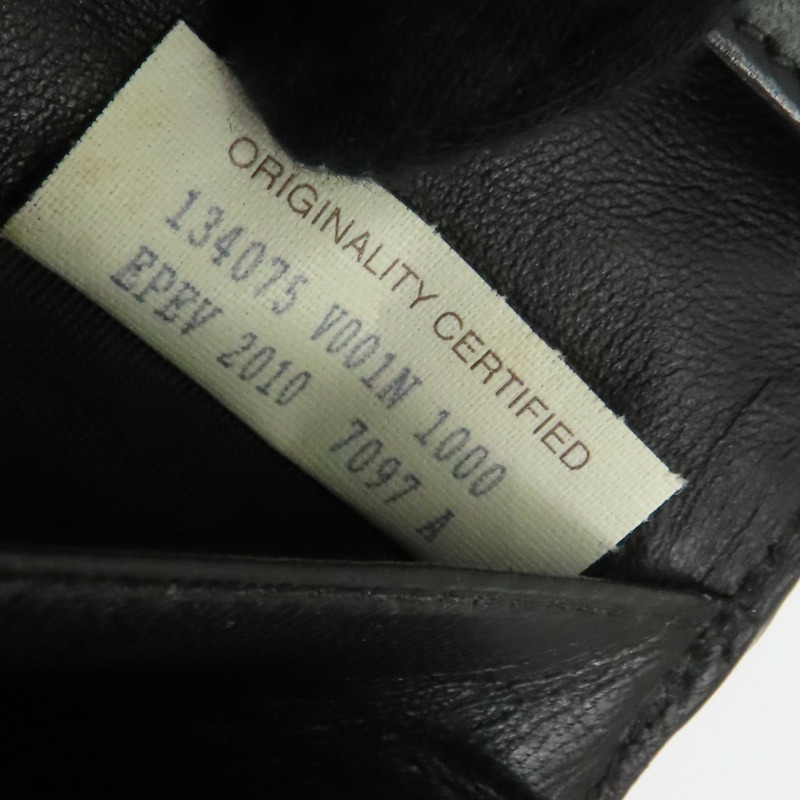 ORIGINALITY CERTIFIED
134075 V001N 1000
EPEV 2010 7097 A